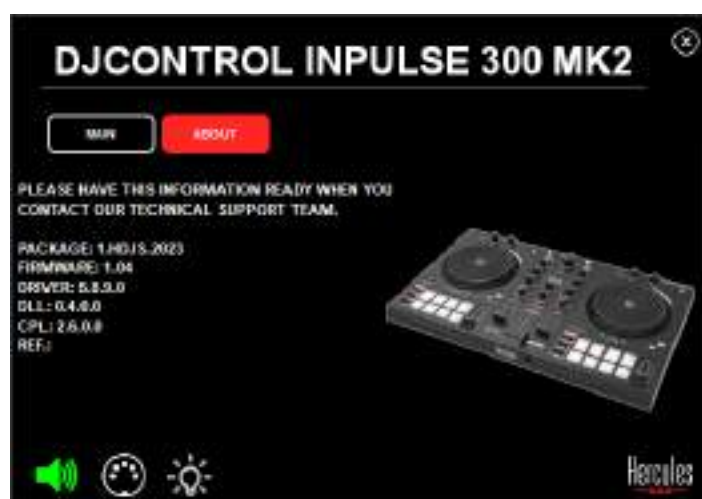 DJCONTROL INPULSE 300 MK2
MAIN
ABOUT
PLEASE HAVE THIS INFORMATION READY WHEN YOU
CONTACT OUR TECHNICAL SUPPORT TEAM.
PACKAGE: 1.HDJS.2023
FIRMWARE: 1.04
DRIVER: 5.8.9.0
DLL: 0.4.0.0
CPL: 2.6.0.0
REF.:
Hercules